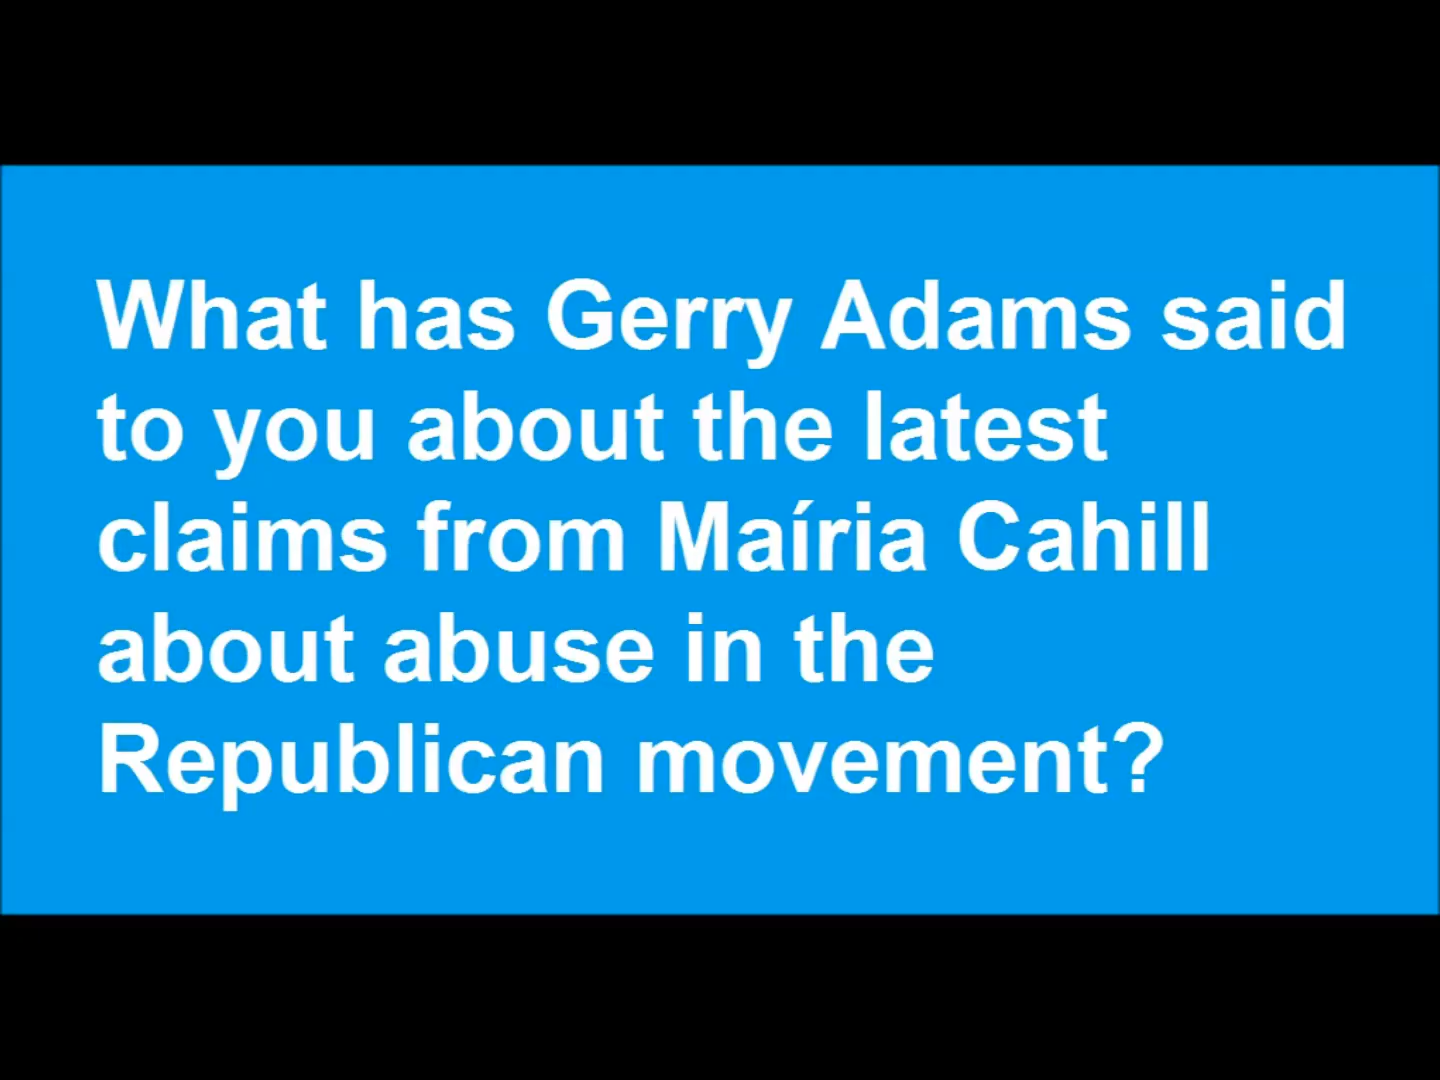 What has Gerry Adams said
to you about the latest
claims from Maíria Cahill
about abuse in the
Republican movement?